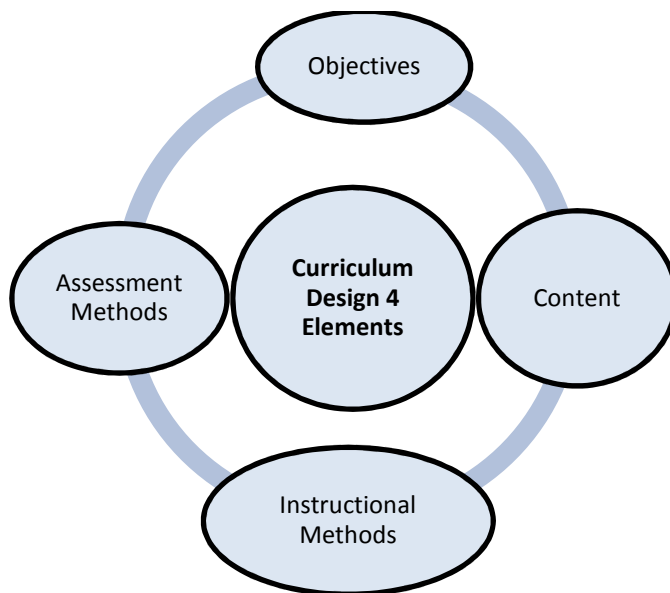 Objectives
Assessment
Methods
Curriculum
Design 4
Elements
Content
Instructional
Methods